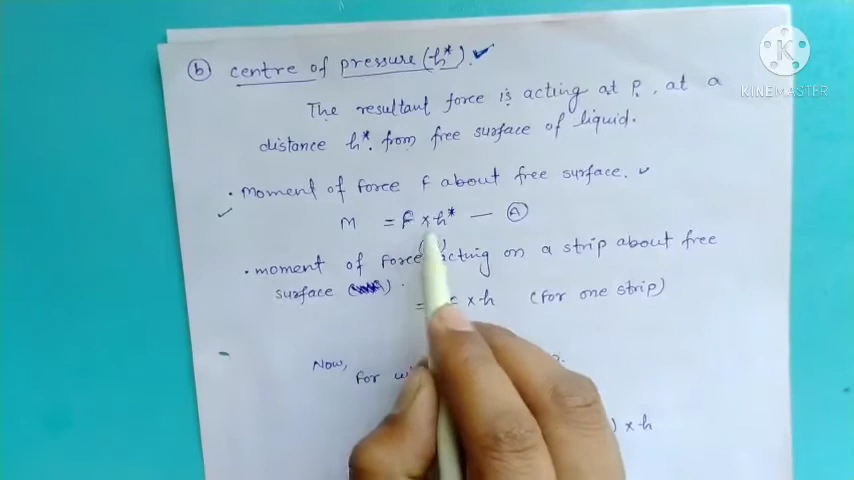 (b) centre of pressure (h*). ✓
KINEMASTER
The resultant force is acting at P, at a
distance h*. from free surface of liquid.
• Moment of force F about free surface. ✓
✓ M = F × h* — (A)
• moment of force acting on a strip about free
surface
= × h (for one strip)
Now,
For
) × h